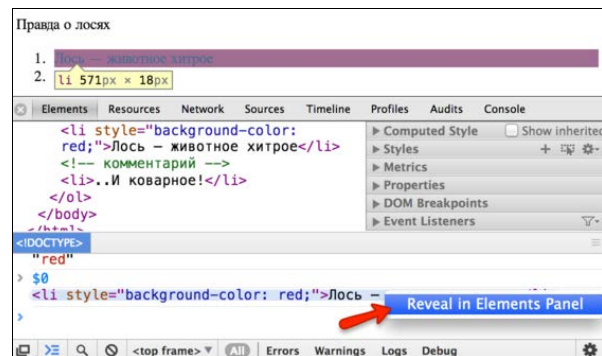 Правда о лосях
1. Лось — животное хитрое
2.
li 571px × 18px
Elements Resources Network Sources Timeline Profiles Audits Console
<li style="background-color:
red;">Лось – животное хитрое</li>
<!-- комментарий -->
<li>..И коварное!</li>
</ol>
</body>
</html>
Computed Style Show inherited
Styles
Metrics
Properties
DOM Breakpoints
Event Listeners
<!DOCTYPE>
"red"
> $0
<li style="background-color: red;">Лось –
Reveal in Elements Panel
>
<top frame> All Errors Warnings Logs Debug